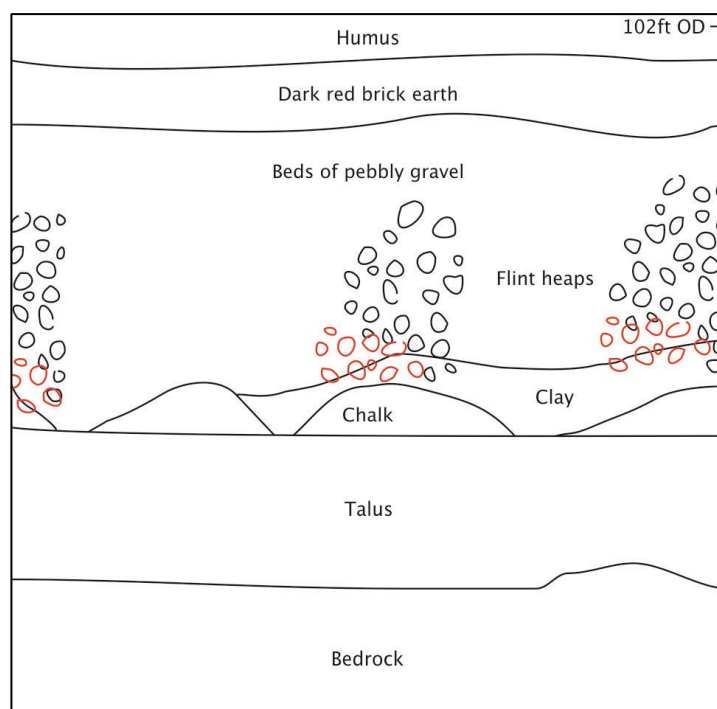 102ft OD
Humus
Dark red brick earth
Beds of pebbly gravel
Flint heaps
Clay
Chalk
Talus
Bedrock